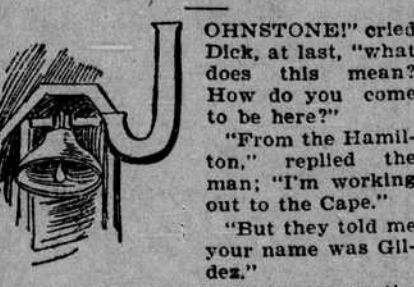 JOHNSTONE!" cried
Dick, at last, "what
does this mean?
How do you come
to be here?"
"From the Hamil-
ton," replied the
man; "I'm working
out to the Cape."
"But they told me
your name was Gil-
dez."